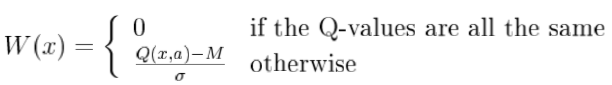 W(x) = { 0 if the Q-values are all the same
Q(x,a)−M / σ otherwise